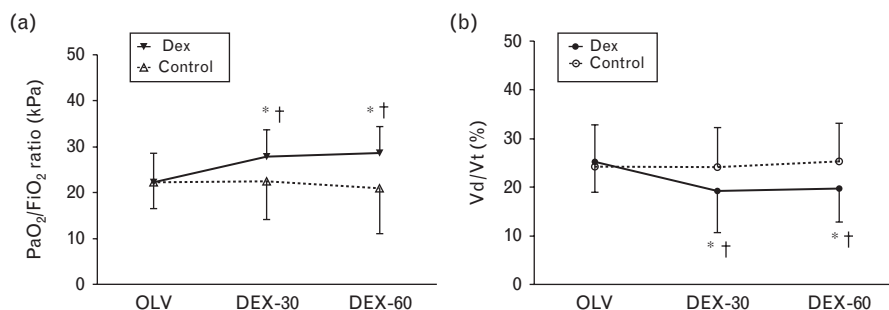 (a)
Dex
Control
PaO₂/FiO₂ ratio (kPa)
50
40
30
20
10
0
* †
* †
OLV
DEX-30
DEX-60
(b)
Dex
Control
Vd/Vt (%)
50
40
30
20
10
0
* †
* †
OLV
DEX-30
DEX-60